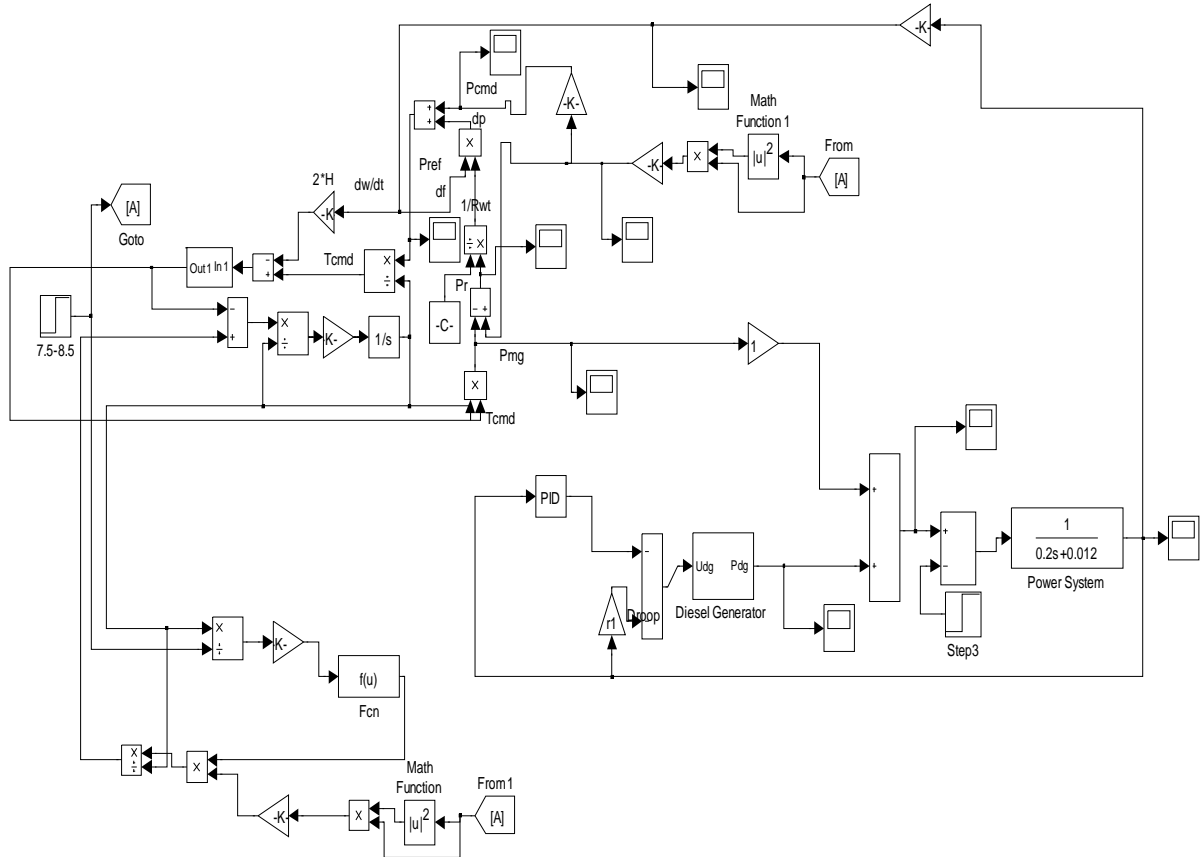 -K-
Pcmd
-K-
Math
Function 1
+
+
dp
x
From
-K-
x
|u|²
[A]
Pref
2*H
dw/dt
df
1/Rwt
[A]
Goto
-K
÷ x
Out1 In1
-
+
Tcmd
x
÷
Pr
-C-
- +
7.5-8.5
-
+
x
÷
K-
1/s
Pmg
1
x
Tcmd
PID
+
+
-
-
Droop
r1
Udg Pdg
Diesel Generator
+
-
1
0.2s+0.012
Power System
Step3
x
÷
K-
f(u)
Fcn
x
÷
x
Math
Function
From1
-K-
x
|u|²
[A]